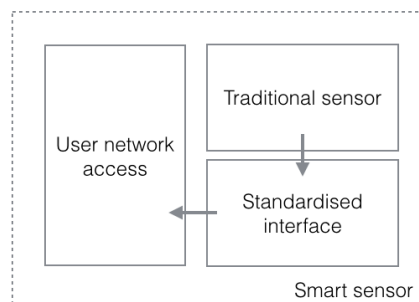 Traditional sensor
User network
access
Standardised
interface
Smart sensor